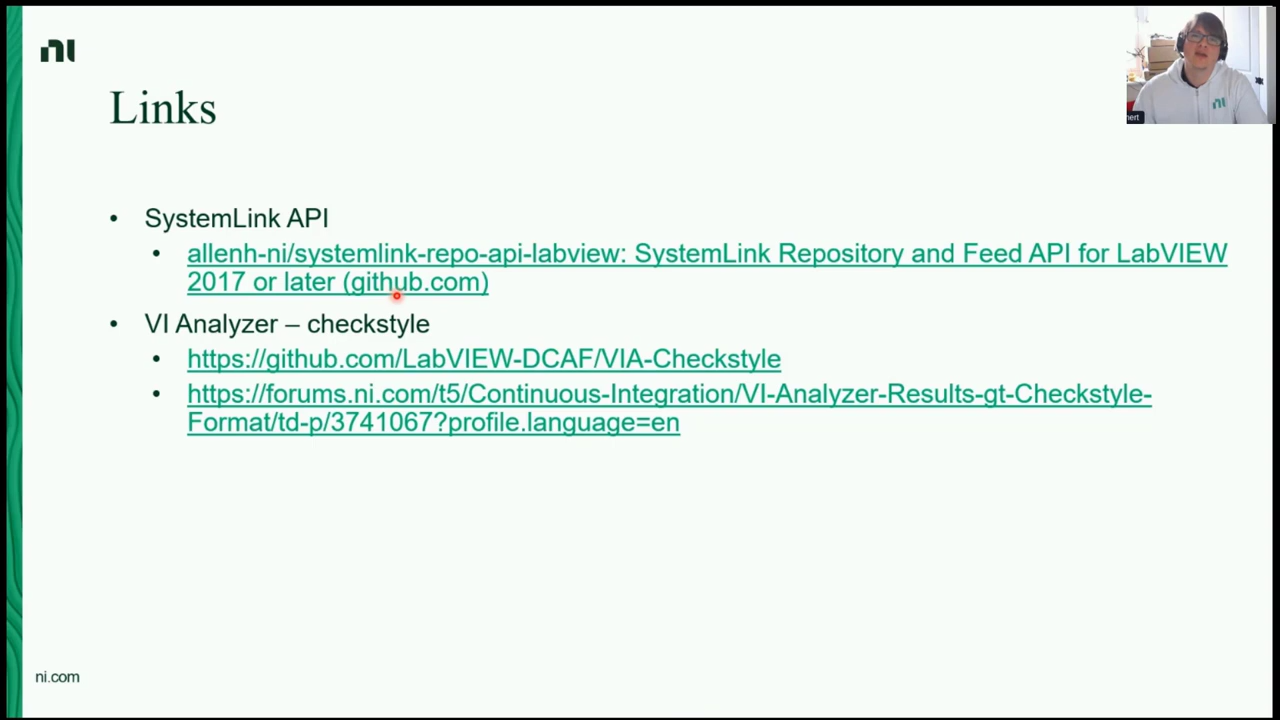 ni
Links
• SystemLink API
• allenh-ni/systemlink-repo-api-labview: SystemLink Repository and Feed API for LabVIEW
2017 or later (github.com)
• VI Analyzer – checkstyle
• https://github.com/LabVIEW-DCAF/VIA-Checkstyle
• https://forums.ni.com/t5/Continuous-Integration/VI-Analyzer-Results-gt-Checkstyle-
Format/td-p/3741067?profile.language=en
ni.com
ni